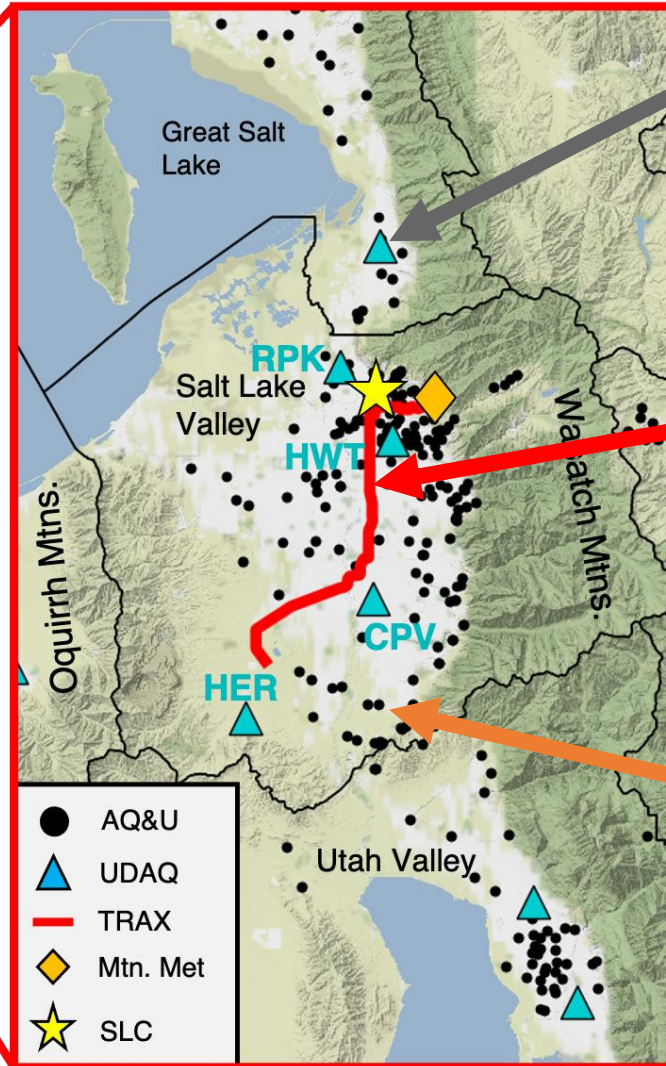 Great Salt
Lake
RPK
Salt Lake
Valley
HWT
Wasatch Mtns.
Oquirrh Mtns.
CPV
HER
Utah Valley
AQ&U
UDAQ
TRAX
Mtn. Met
SLC